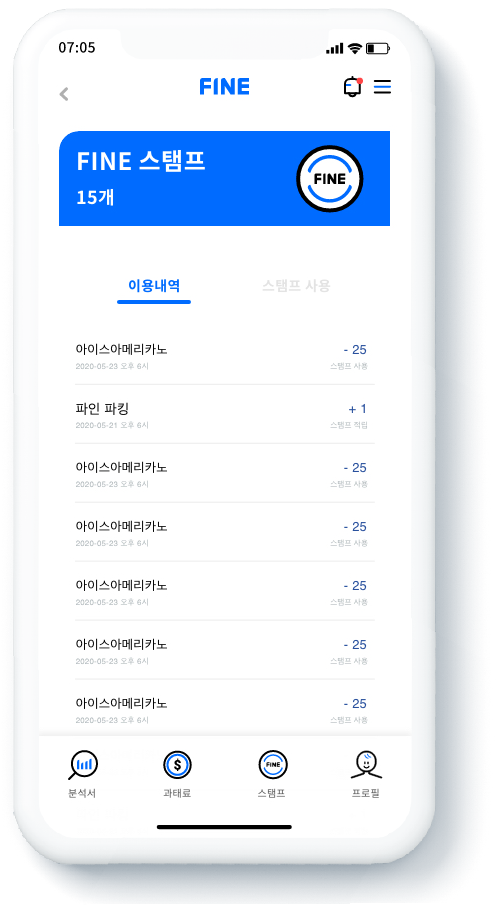 07:05
FINE
FINE 스탬프
15개
FINE
이용내역 스탬프 사용
아이스아메리카노 - 25
2020-05-23 오후 6시 스탬프 사용
파인 파킹 + 1
2020-05-21 오후 6시 스탬프 적립
아이스아메리카노 - 25
2020-05-23 오후 6시 스탬프 사용
아이스아메리카노 - 25
2020-05-23 오후 6시 스탬프 사용
아이스아메리카노 - 25
2020-05-23 오후 6시 스탬프 사용
아이스아메리카노 - 25
2020-05-23 오후 6시 스탬프 사용
아이스아메리카노 - 25
2020-05-23 오후 6시 스탬프 사용
$ FINE
분석서 과태료 스탬프 프로필